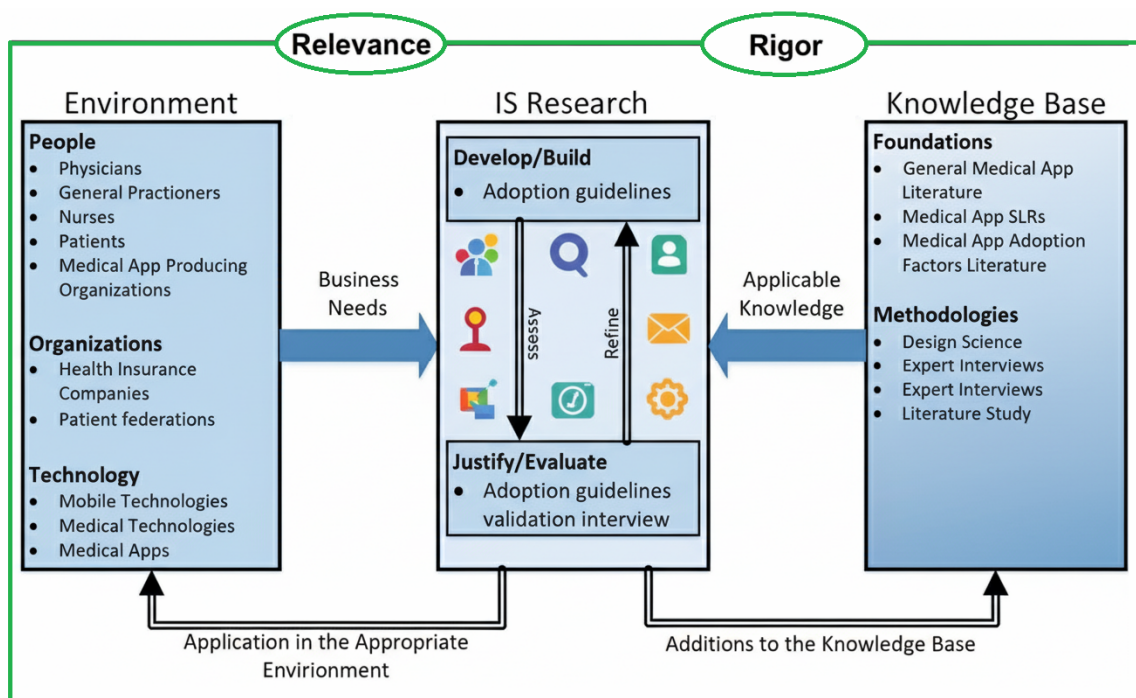 Relevance
Rigor
Environment
IS Research
Knowledge Base
People
• Physicians
• General Practioners
• Nurses
• Patients
• Medical App Producing
Organizations
Organizations
• Health Insurance
Companies
• Patient federations
Technology
• Mobile Technologies
• Medical Technologies
• Medical Apps
Business
Needs
Develop/Build
• Adoption guidelines
Assess
Refine
Justify/Evaluate
• Adoption guidelines
validation interview
Applicable
Knowledge
Foundations
• General Medical App
Literature
• Medical App SLRs
• Medical App Adoption
Factors Literature
Methodologies
• Design Science
• Expert Interviews
• Expert Interviews
• Literature Study
Application in the Appropriate
Envirionment
Additions to the Knowledge Base